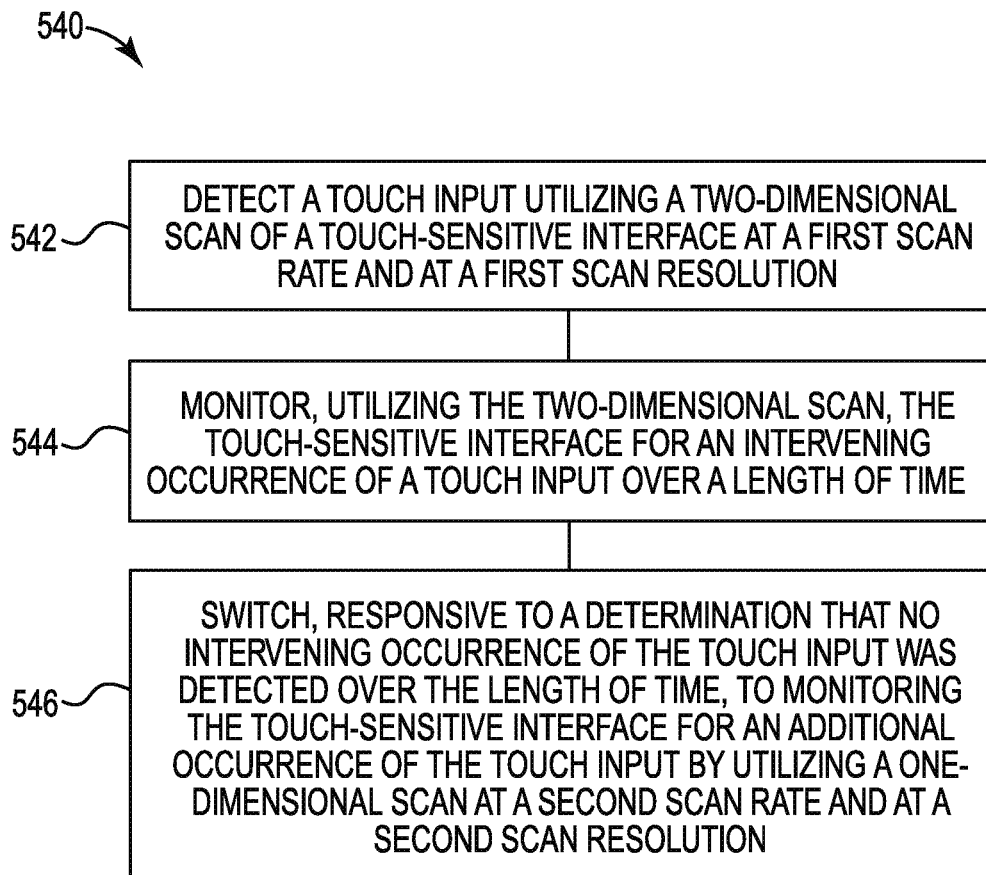 540
542
DETECT A TOUCH INPUT UTILIZING A TWO-DIMENSIONAL
SCAN OF A TOUCH-SENSITIVE INTERFACE AT A FIRST SCAN
RATE AND AT A FIRST SCAN RESOLUTION
544
MONITOR, UTILIZING THE TWO-DIMENSIONAL SCAN, THE
TOUCH-SENSITIVE INTERFACE FOR AN INTERVENING
OCCURRENCE OF A TOUCH INPUT OVER A LENGTH OF TIME
546
SWITCH, RESPONSIVE TO A DETERMINATION THAT NO
INTERVENING OCCURRENCE OF THE TOUCH INPUT WAS
DETECTED OVER THE LENGTH OF TIME, TO MONITORING
THE TOUCH-SENSITIVE INTERFACE FOR AN ADDITIONAL
OCCURRENCE OF THE TOUCH INPUT BY UTILIZING A ONE-
DIMENSIONAL SCAN AT A SECOND SCAN RATE AND AT A
SECOND SCAN RESOLUTION